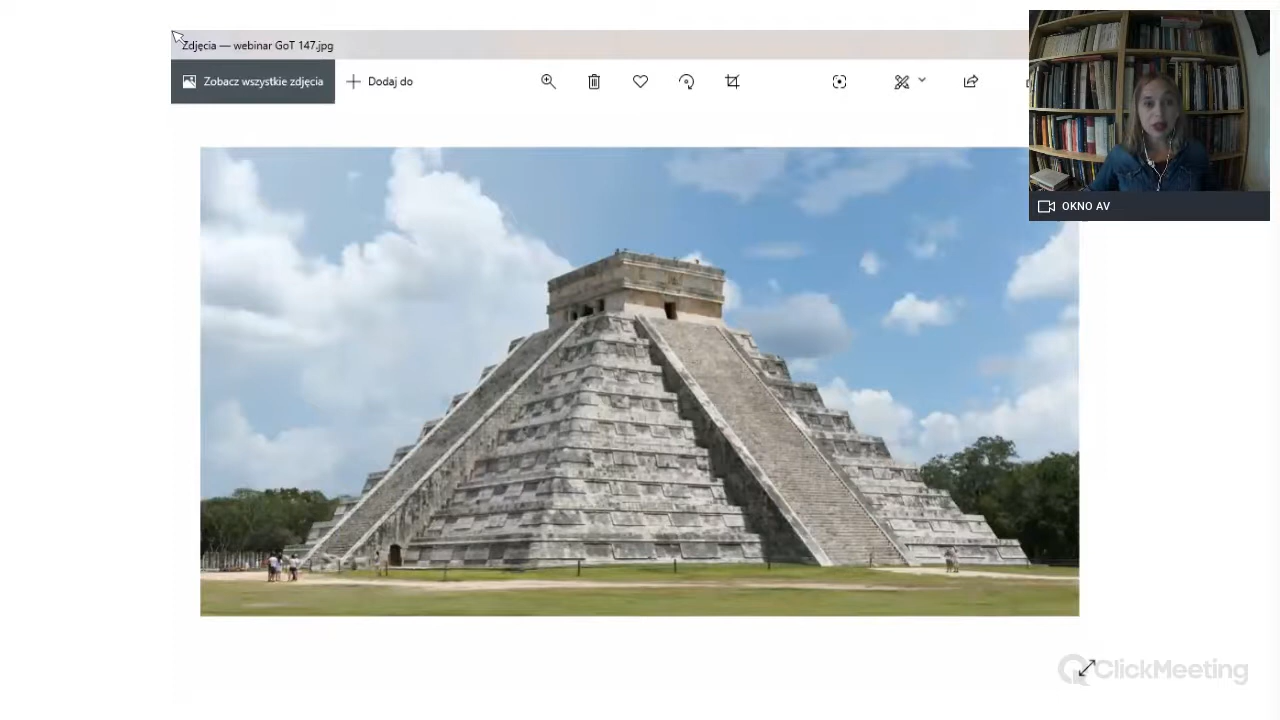 Zdjęcia — webinar GoT 147.jpg
Zobacz wszystkie zdjęcia
Dodaj do
OKNO AV
ClickMeeting